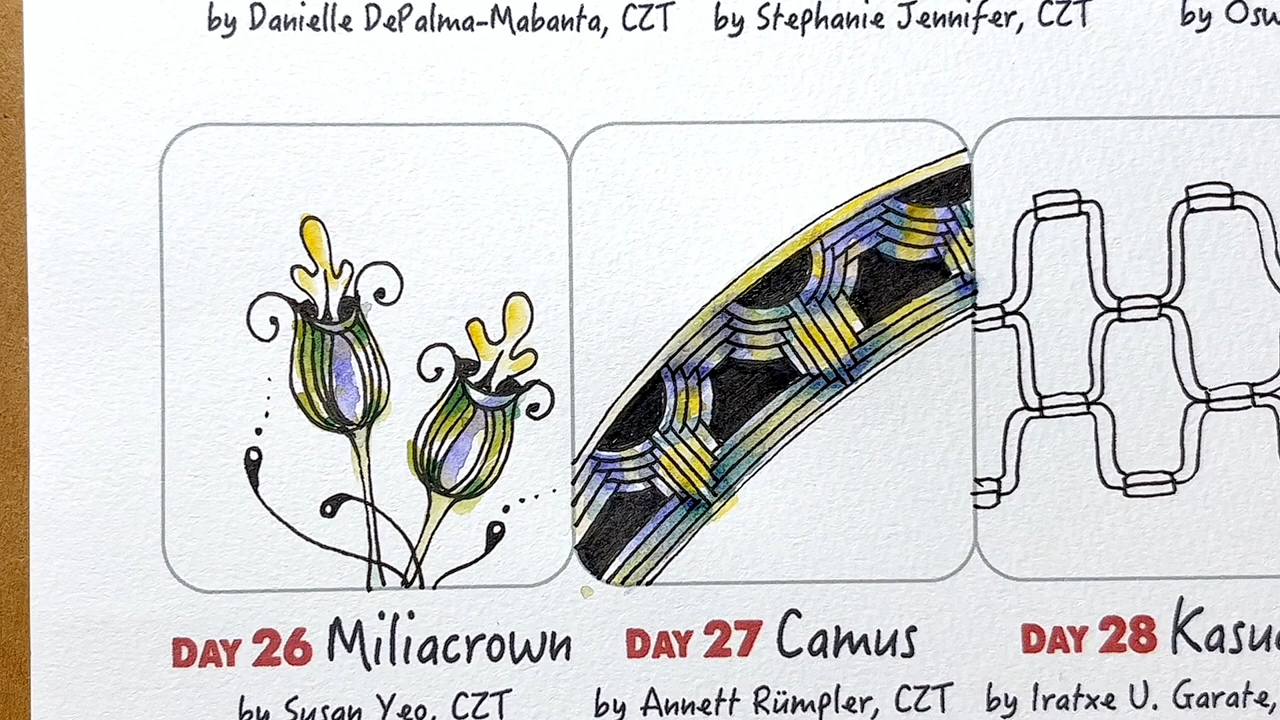 by Danielle DePalma-Mabanta, CZT by Stephanie Jennifer, CZT by
DAY 26 Miliacrown DAY 27 Camus DAY 28
by Susan Yeo, CZT by Annett Rümpler, CZT by Iratxe U. Garate,